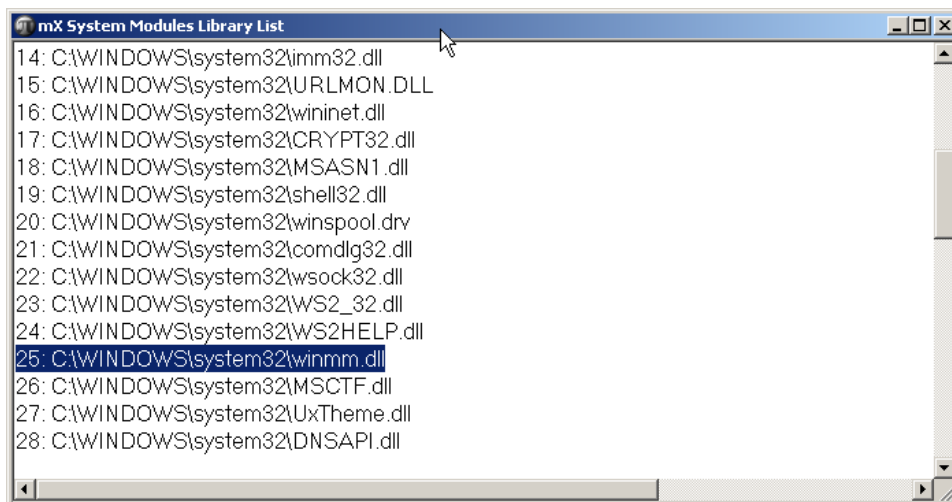 mX System Modules Library List
14: C:\WINDOWS\system32\imm32.dll
15: C:\WINDOWS\system32\URLMON.DLL
16: C:\WINDOWS\system32\wininet.dll
17: C:\WINDOWS\system32\CRYPT32.dll
18: C:\WINDOWS\system32\MSASN1.dll
19: C:\WINDOWS\system32\shell32.dll
20: C:\WINDOWS\system32\winspool.drv
21: C:\WINDOWS\system32\comdlg32.dll
22: C:\WINDOWS\system32\wsock32.dll
23: C:\WINDOWS\system32\WS2_32.dll
24: C:\WINDOWS\system32\WS2HELP.dll
25: C:\WINDOWS\system32\winmm.dll
26: C:\WINDOWS\system32\MSCTF.dll
27: C:\WINDOWS\system32\UxTheme.dll
28: C:\WINDOWS\system32\DNSAPI.dll